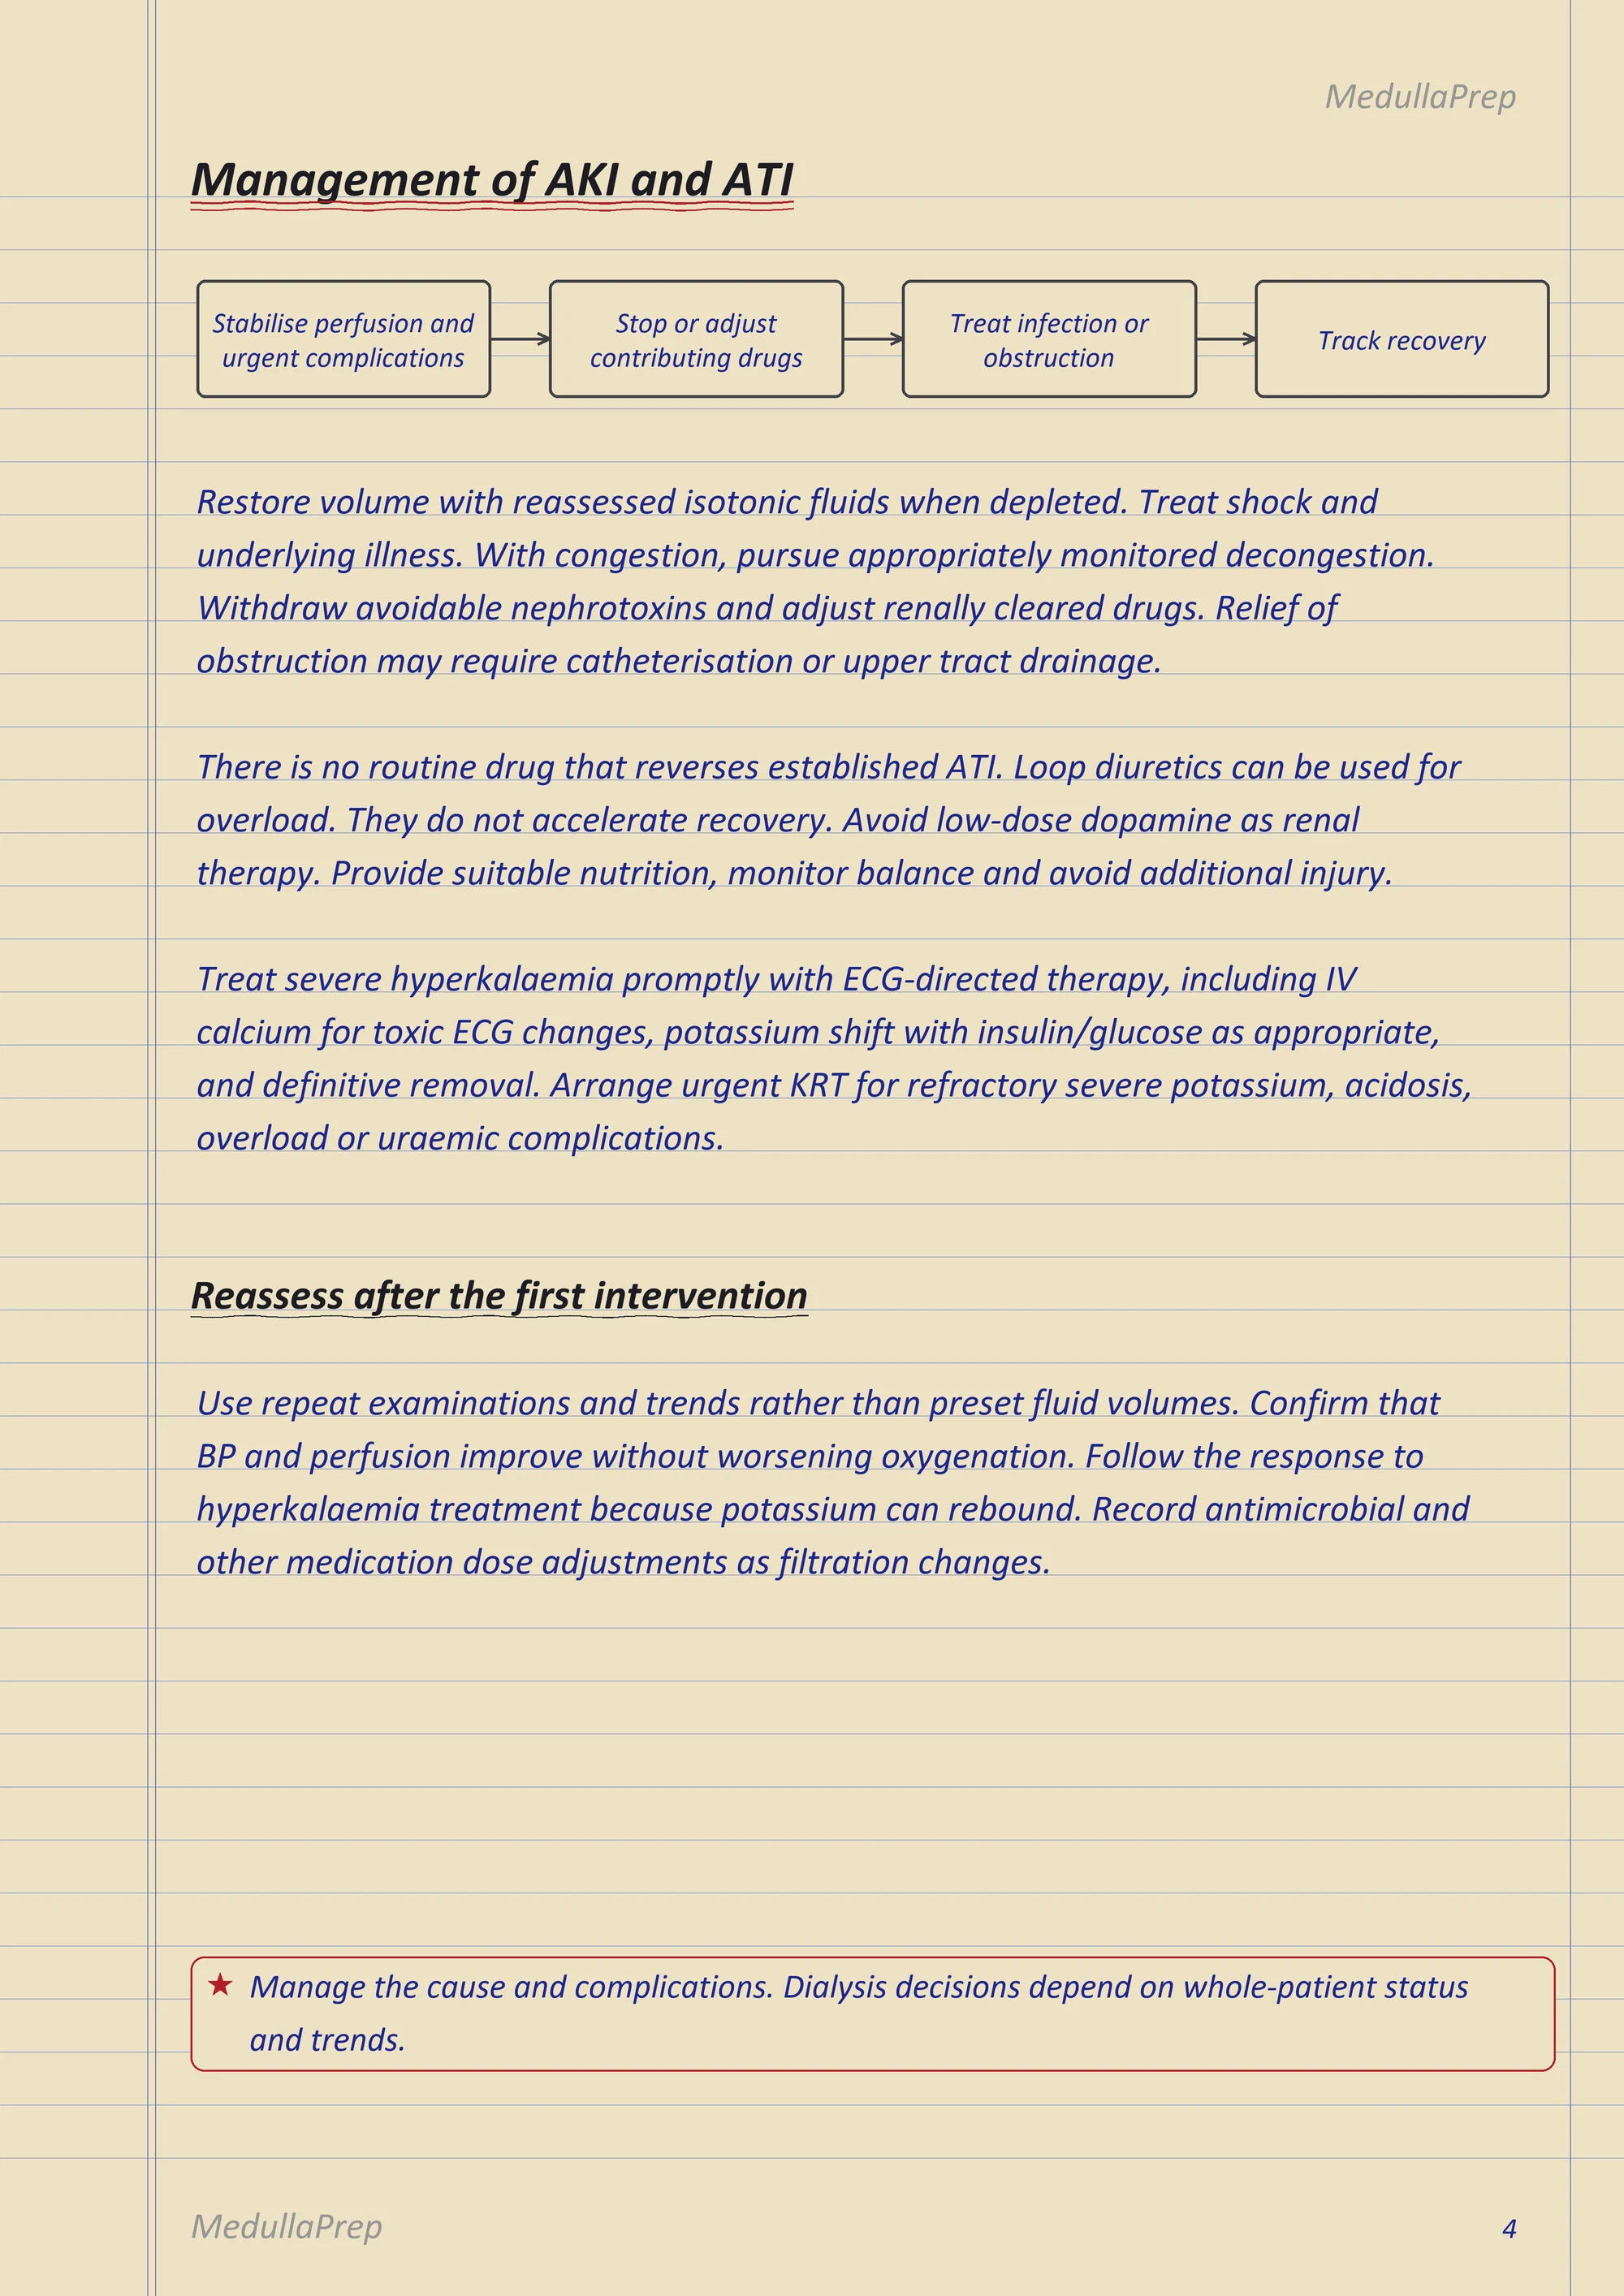 MedullaPrep
Management of AKI and ATI
Stabilise perfusion and
urgent complications
Stop or adjust
contributing drugs
Treat infection or
obstruction
Track recovery
Restore volume with reassessed isotonic fluids when depleted. Treat shock and
underlying illness. With congestion, pursue appropriately monitored decongestion.
Withdraw avoidable nephrotoxins and adjust renally cleared drugs. Relief of
obstruction may require catheterisation or upper tract drainage.
There is no routine drug that reverses established ATI. Loop diuretics can be used for
overload. They do not accelerate recovery. Avoid low-dose dopamine as renal
therapy. Provide suitable nutrition, monitor balance and avoid additional injury.
Treat severe hyperkalaemia promptly with ECG-directed therapy, including IV
calcium for toxic ECG changes, potassium shift with insulin/glucose as appropriate,
and definitive removal. Arrange urgent KRT for refractory severe potassium, acidosis,
overload or uraemic complications.
Reassess after the first intervention
Use repeat examinations and trends rather than preset fluid volumes. Confirm that
BP and perfusion improve without worsening oxygenation. Follow the response to
hyperkalaemia treatment because potassium can rebound. Record antimicrobial and
other medication dose adjustments as filtration changes.
★ Manage the cause and complications. Dialysis decisions depend on whole-patient status
and trends.
MedullaPrep
4